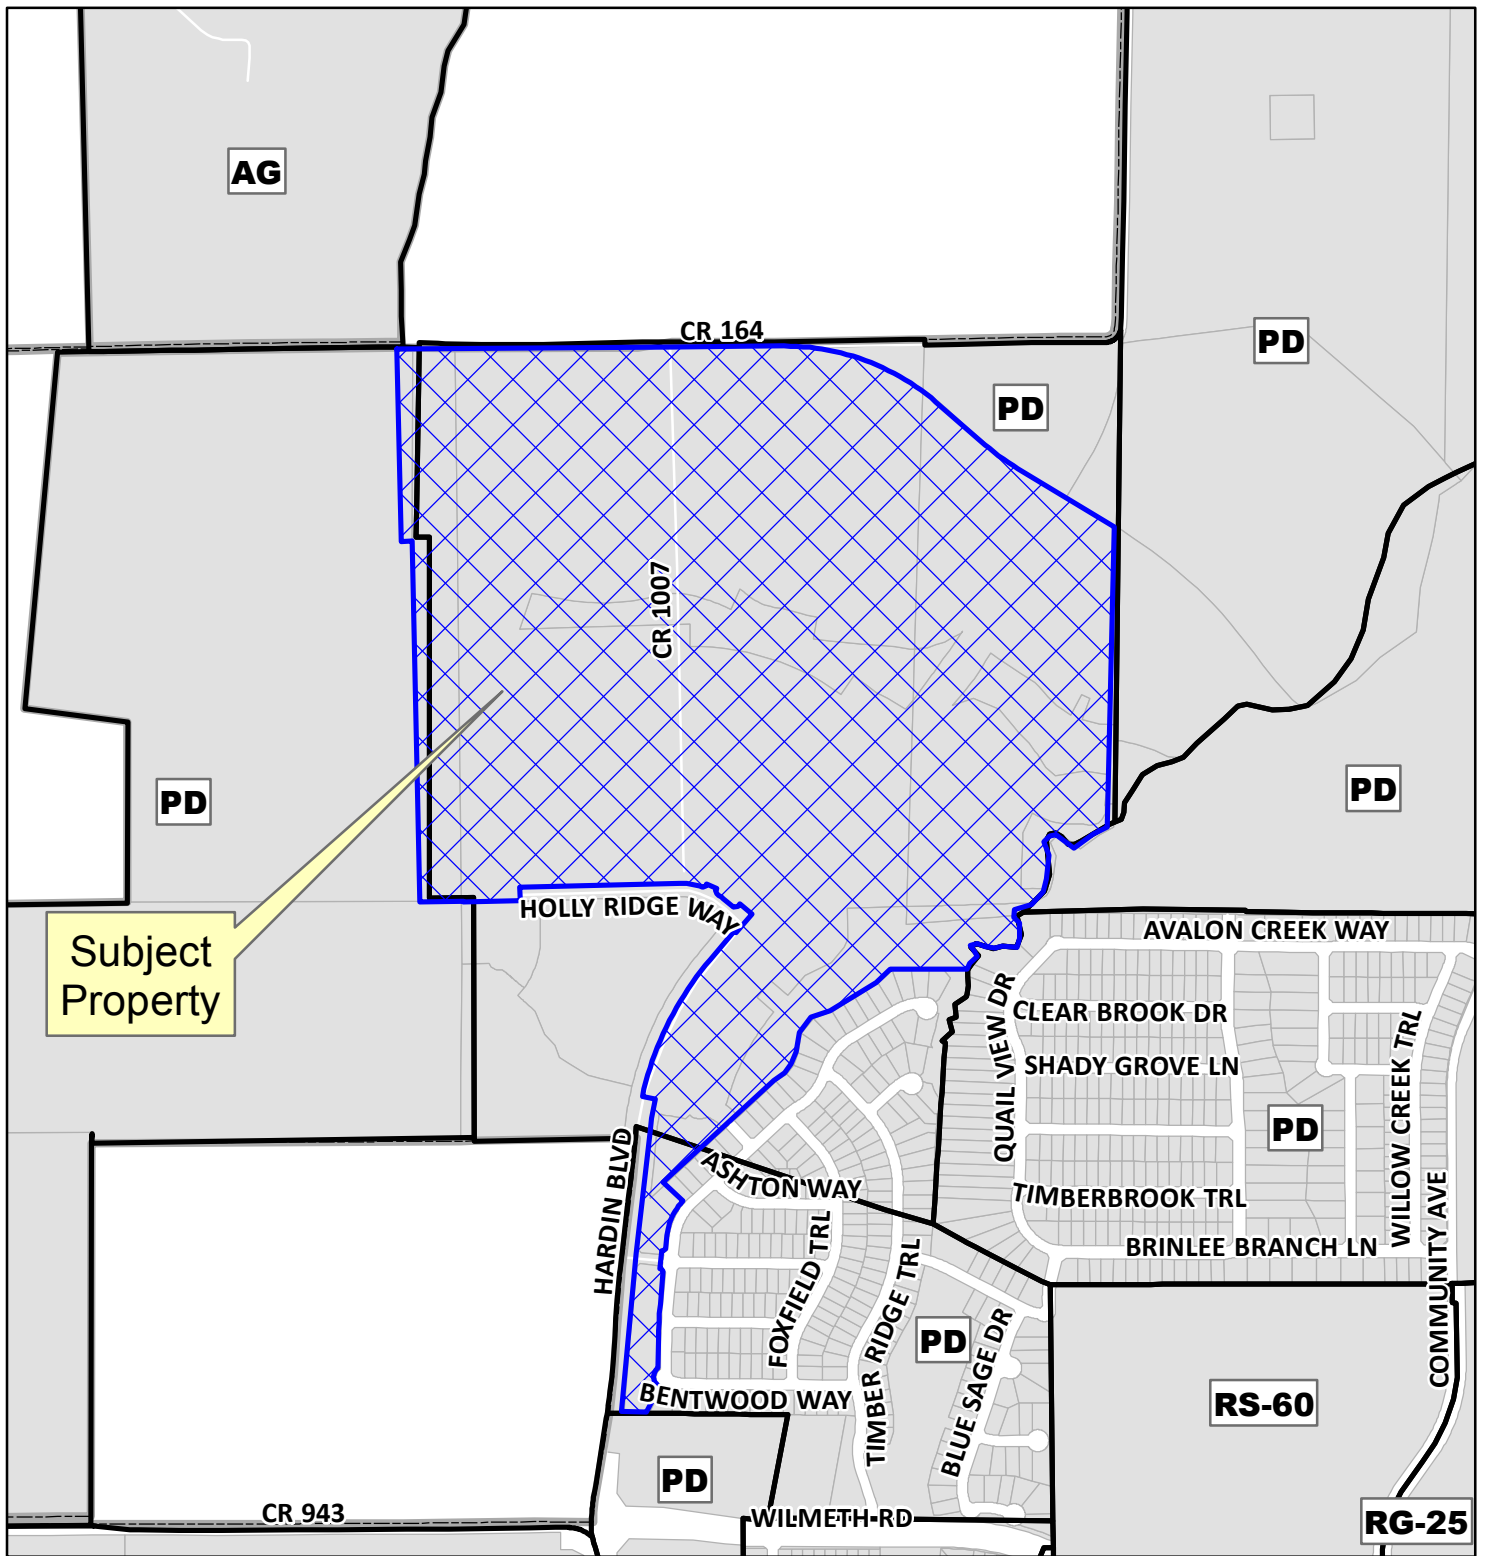 AG
CR 164
PD
PD
CR 1007
PD
PD
HOLLY RIDGE WAY
Subject
Property
AVALON CREEK WAY
QUAIL VIEW DR
CLEAR BROOK DR
SHADY GROVE LN
WILLOW CREEK TRL
PD
HARDIN BLVD
ASHTON WAY
TIMBERBROOK TRL
COMMUNITY AVE
FOXFIELD TRL
TIMBER RIDGE TRL
BRINLEE BRANCH LN
PD
BLUE SAGE DR
BENTWOOD WAY
RS-60
PD
CR 943
WILMETH RD
RG-25